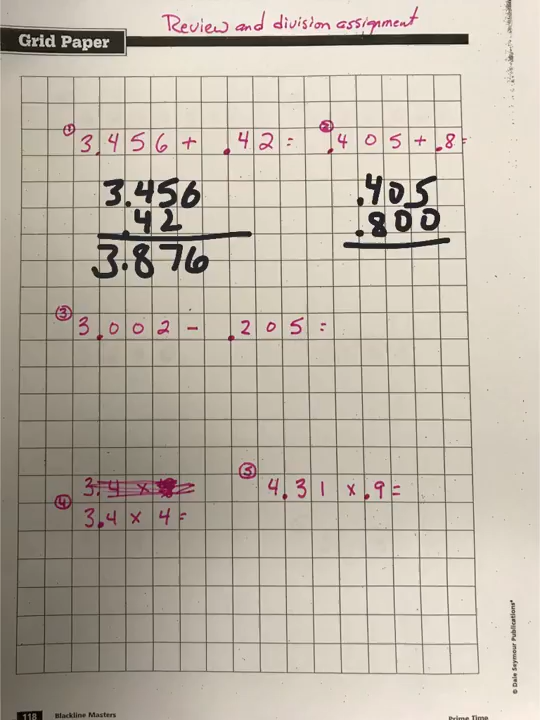 Review and division assignment
Grid Paper
① 3.456 + .42 =
② .405 + .8 =
3.456
.42
3.876
.405
.800
③ 3.002 - .205 =
④ 3.4 x 4 =
⑤ 4.31 x .9 =
© Dale Seymour Publications®
118 Blackline Masters
Prime Time